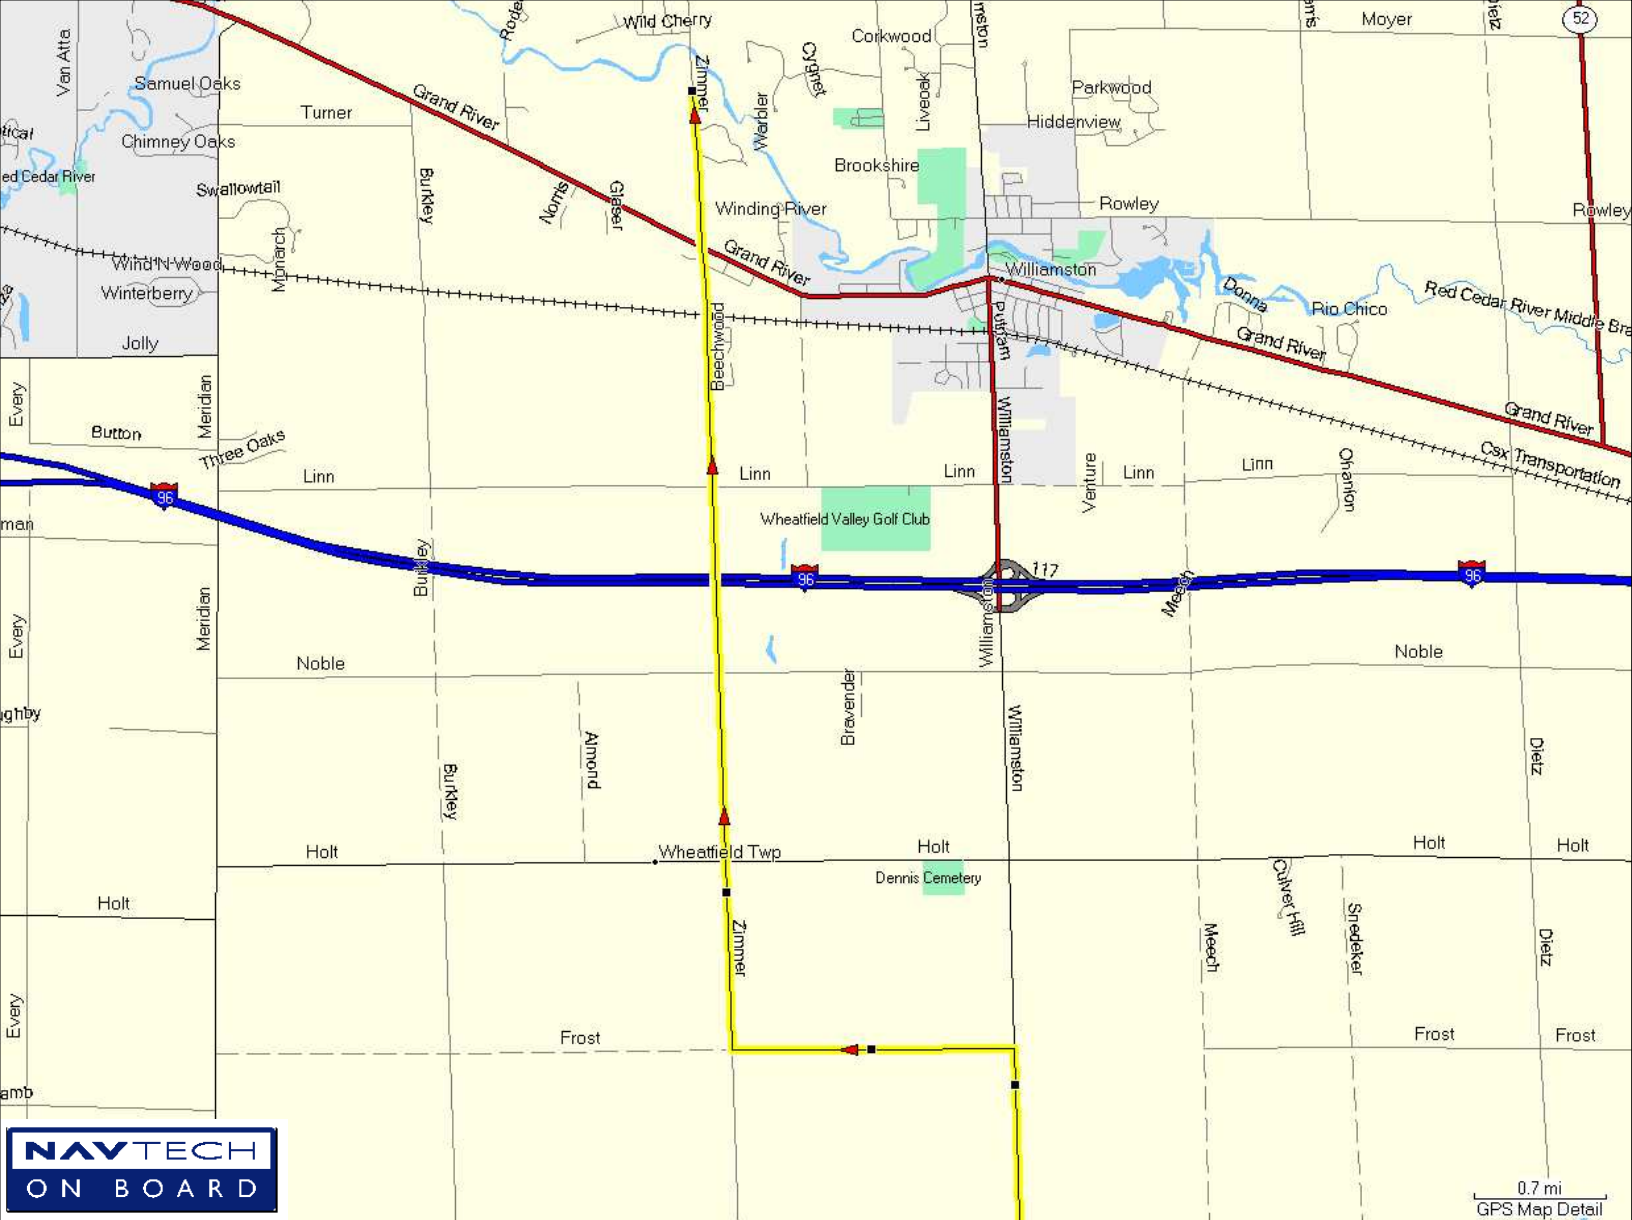 Moyer
52
Wild Cherry
Corkwood
Van Atta
Zimmer
Cygnet
Samuel Oaks
Grand River
Liveoak
Parkwood
Turner
Warbler
Hiddenview
Chimney Oaks
Brookshire
ed Cedar River
Swallowtail
Burkley
Norris
Glaser
Winding River
Rowley
Rowley
Monarch
Grand River
Wind N Wood
Williamston
Winterberry
Donna
Rio Chico
Red Cedar River Middle Bra
Putnam
Jolly
Beechwood
Grand River
Every
Meridian
Grand River
Button
Three Oaks
Williamston
Csx Transportation
Linn
Linn
Linn
Venture
Linn
Linn
Ohanlon
96
Wheatfield Valley Golf Club
man
Burkley
96
117
96
Every
Meridian
Williamston
Meech
Noble
Noble
ghby
Almond
Bravender
Williamston
Dietz
Burkley
Holt
Wheatfield Twp
Holt
Holt
Holt
Dennis Cemetery
Culver Hill
Holt
Zimmer
Meech
Snedeker
Dietz
Every
Frost
Frost
Frost
amb
NAVTECH
ON BOARD
0.7 mi
GPS Map Detail